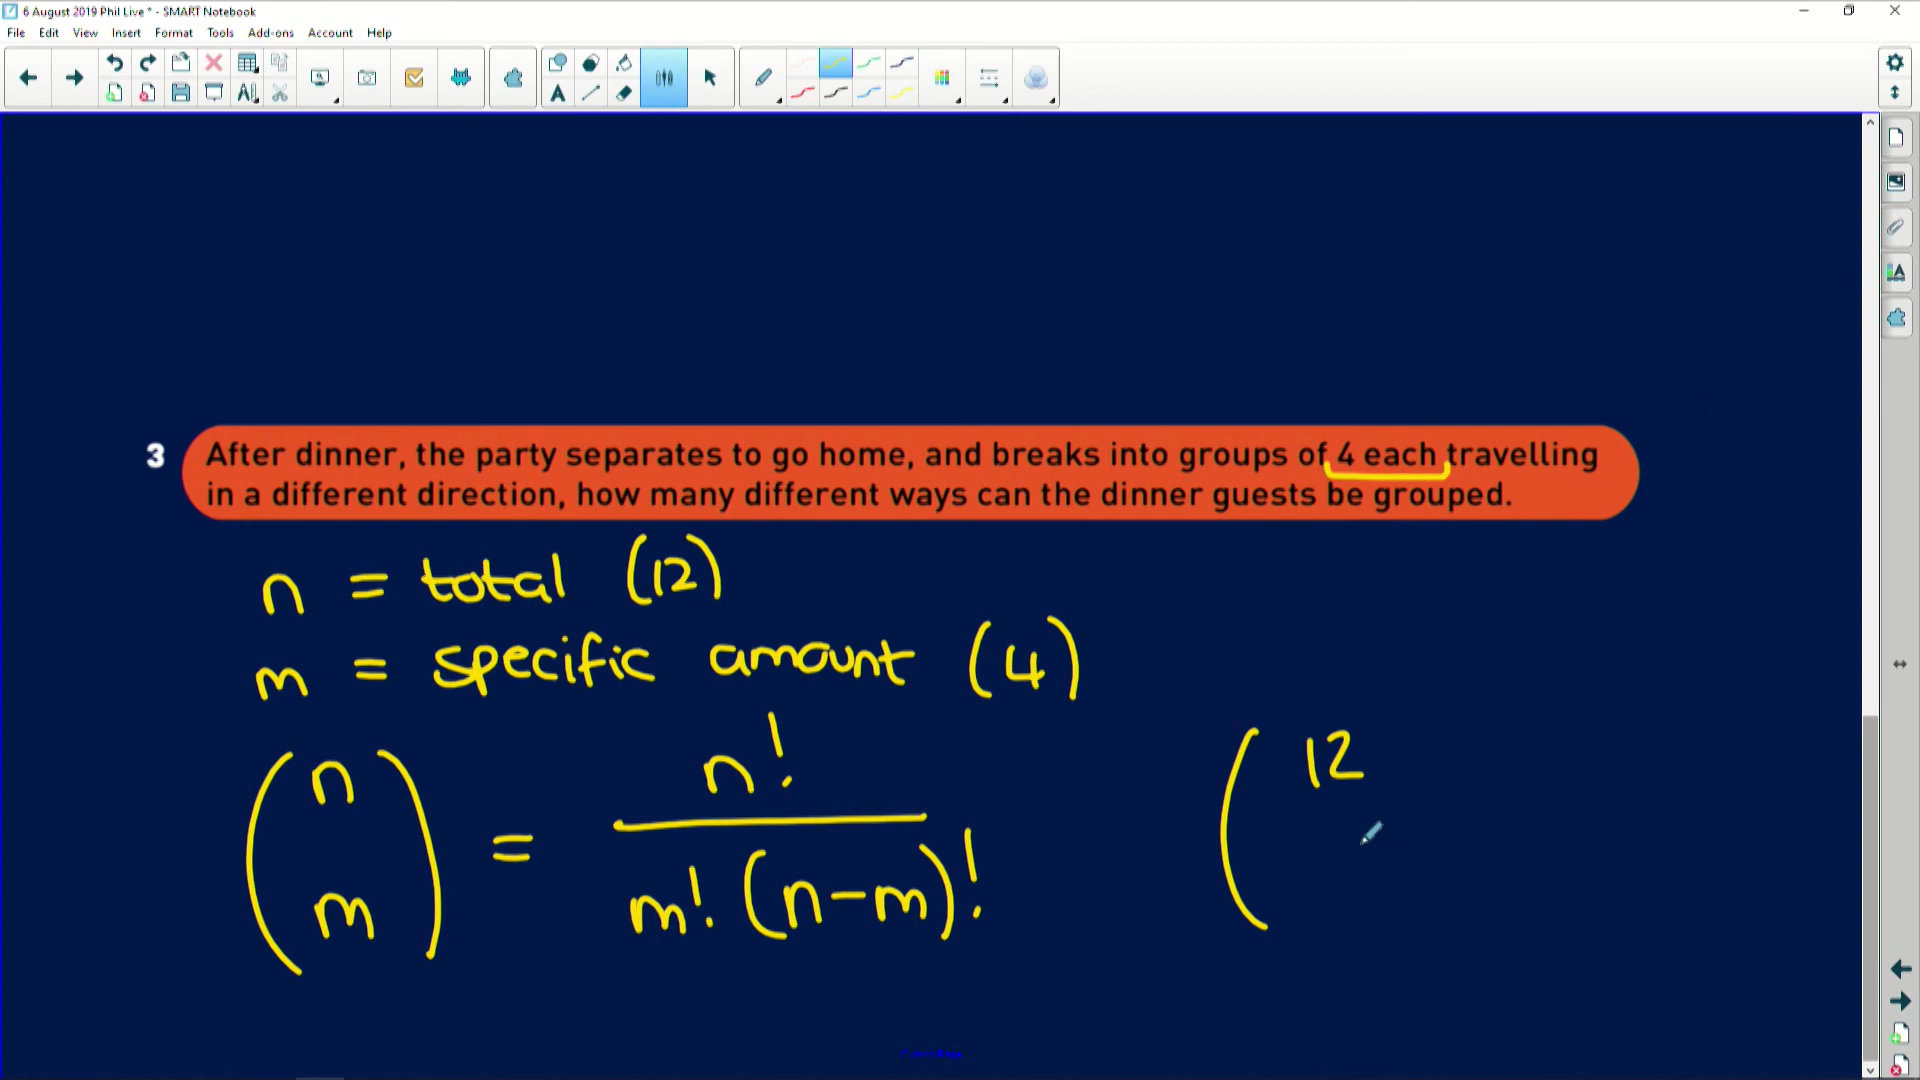 6 August 2019 Phil Live * - SMART Notebook
File Edit View Insert Format Tools Add-ons Account Help
3 After dinner, the party separates to go home, and breaks into groups of 4 each travelling
in a different direction, how many different ways can the dinner guests be grouped.
n = total (12)
m = specific amount (4)
(n m) = n! / m! (n-m)!
( 12